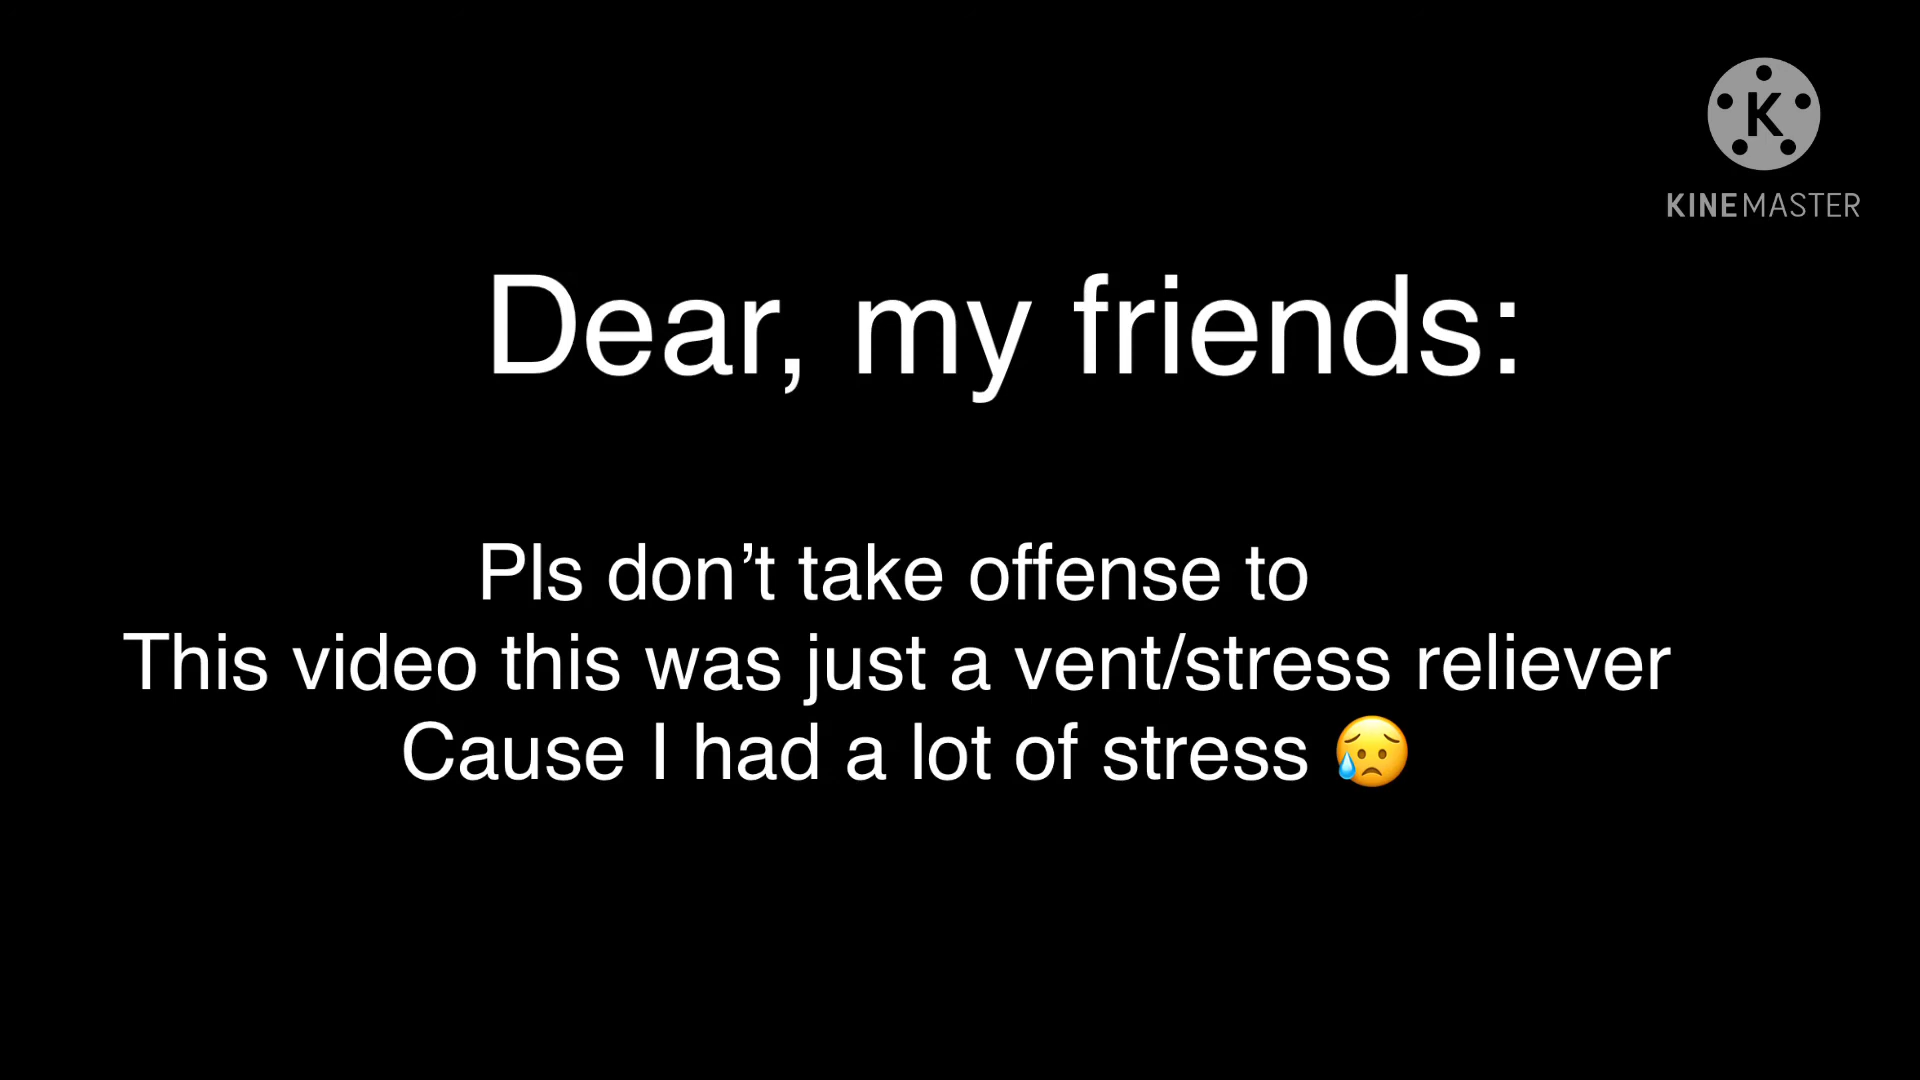 K
KINEMASTER
Dear, my friends:
Pls don’t take offense to
This video this was just a vent/stress reliever
Cause I had a lot of stress 😥